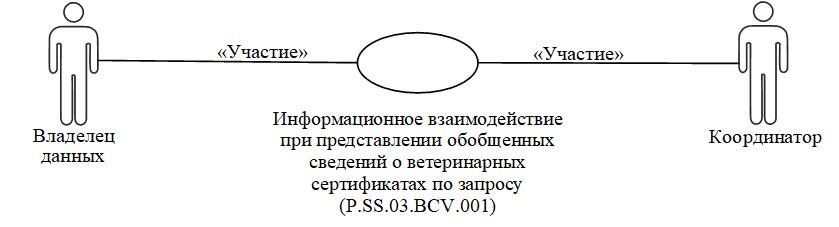 «Участие»
«Участие»
Владелец
данных
Информационное взаимодействие
при представлении обобщенных
сведений о ветеринарных
сертификатах по запросу
(P.SS.03.BCV.001)
Координатор